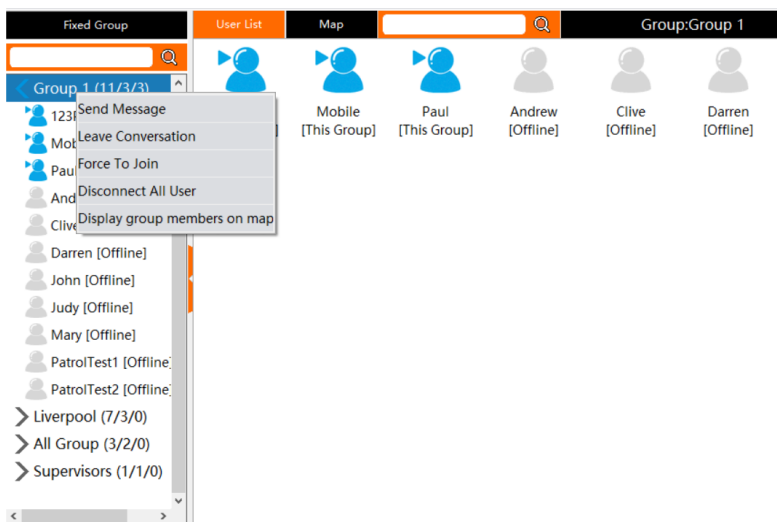 Fixed Group
User List
Map
Group:Group 1
Group 1 (11/3/3)
Send Message
Leave Conversation
Force To Join
Disconnect All User
Display group members on map
Darren [Offline]
John [Offline]
Judy [Offline]
Mary [Offline]
PatrolTest1 [Offline]
PatrolTest2 [Offline]
Liverpool (7/3/0)
All Group (3/2/0)
Supervisors (1/1/0)
Mobile
[This Group]
Paul
[This Group]
Andrew
[Offline]
Clive
[Offline]
Darren
[Offline]